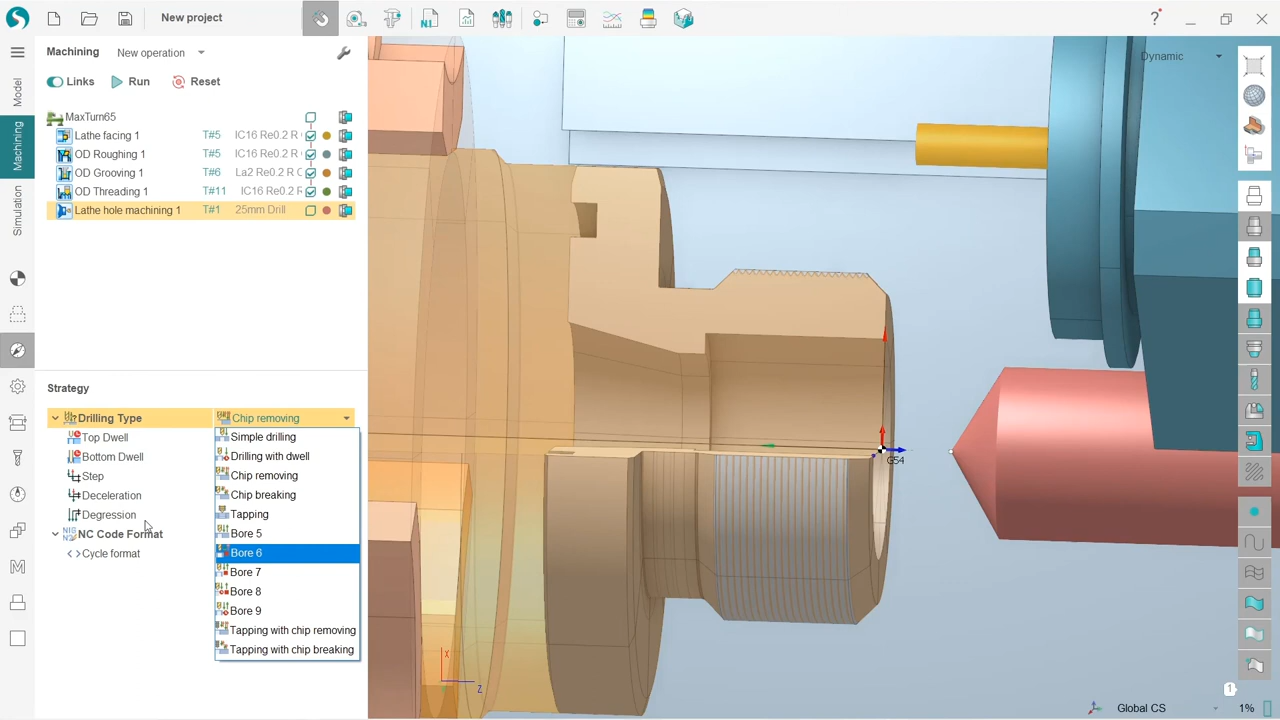 New project
Machining New operation
Links Run Reset
Model
Machining
Simulation
MaxTurn65
Lathe facing 1 T#5 IC16 Re0.2 R
OD Roughing 1 T#5 IC16 Re0.2 R
OD Grooving 1 T#6 La2 Re0.2 R
OD Threading 1 T#11 IC16 Re0.2 F
Lathe hole machining 1 T#1 25mm Drill
Strategy
Drilling Type Chip removing
Top Dwell
Bottom Dwell
Step
Deceleration
Degression
NC Code Format
Cycle format
Simple drilling
Drilling with dwell
Chip removing
Chip breaking
Tapping
Bore 5
Bore 6
Bore 7
Bore 8
Bore 9
Tapping with chip removing
Tapping with chip breaking
Dynamic
G54
X
Z
1
Global CS 1%